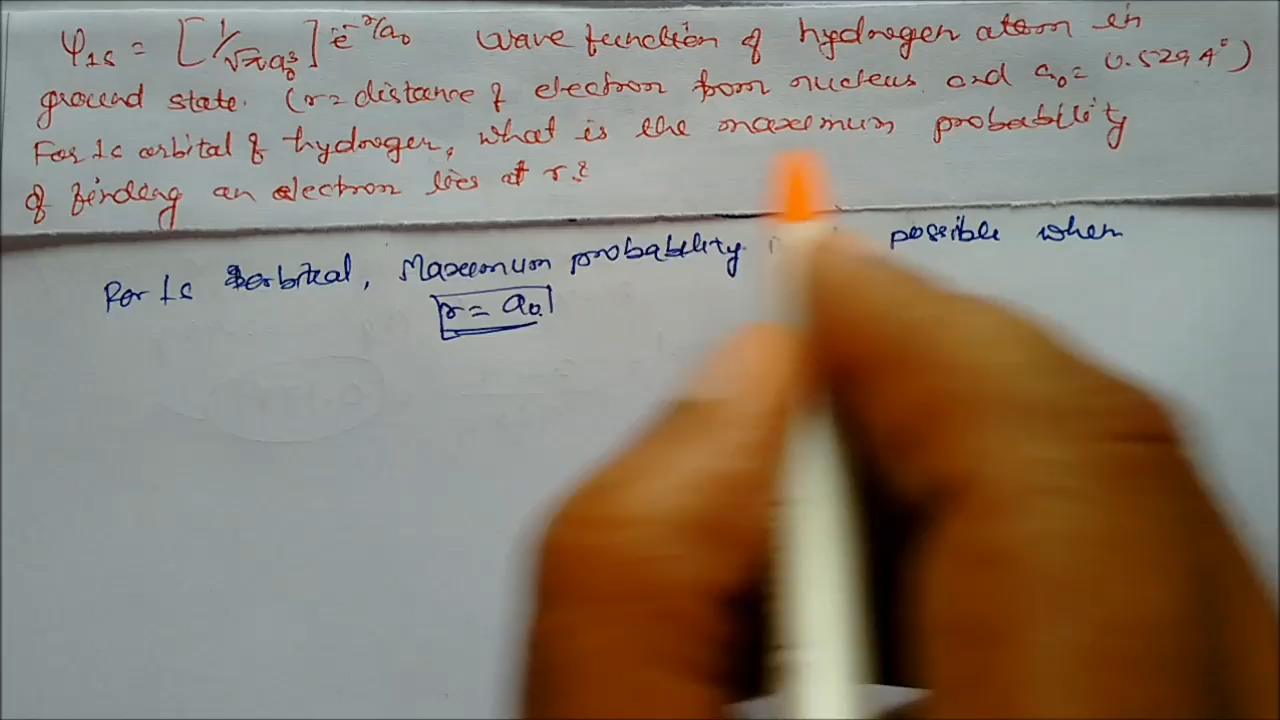 Ψ1s = [1/√πa₀³] e^-r/a₀ wave function of hydrogen atom in
ground state. (r = distance of electron from nucleus and a₀ = 0.529 A°)
For 1s orbital of hydrogen, what is the maximum probability
of finding an electron lies at r?
For 1s orbital, Maximum probability possible when
r = a₀